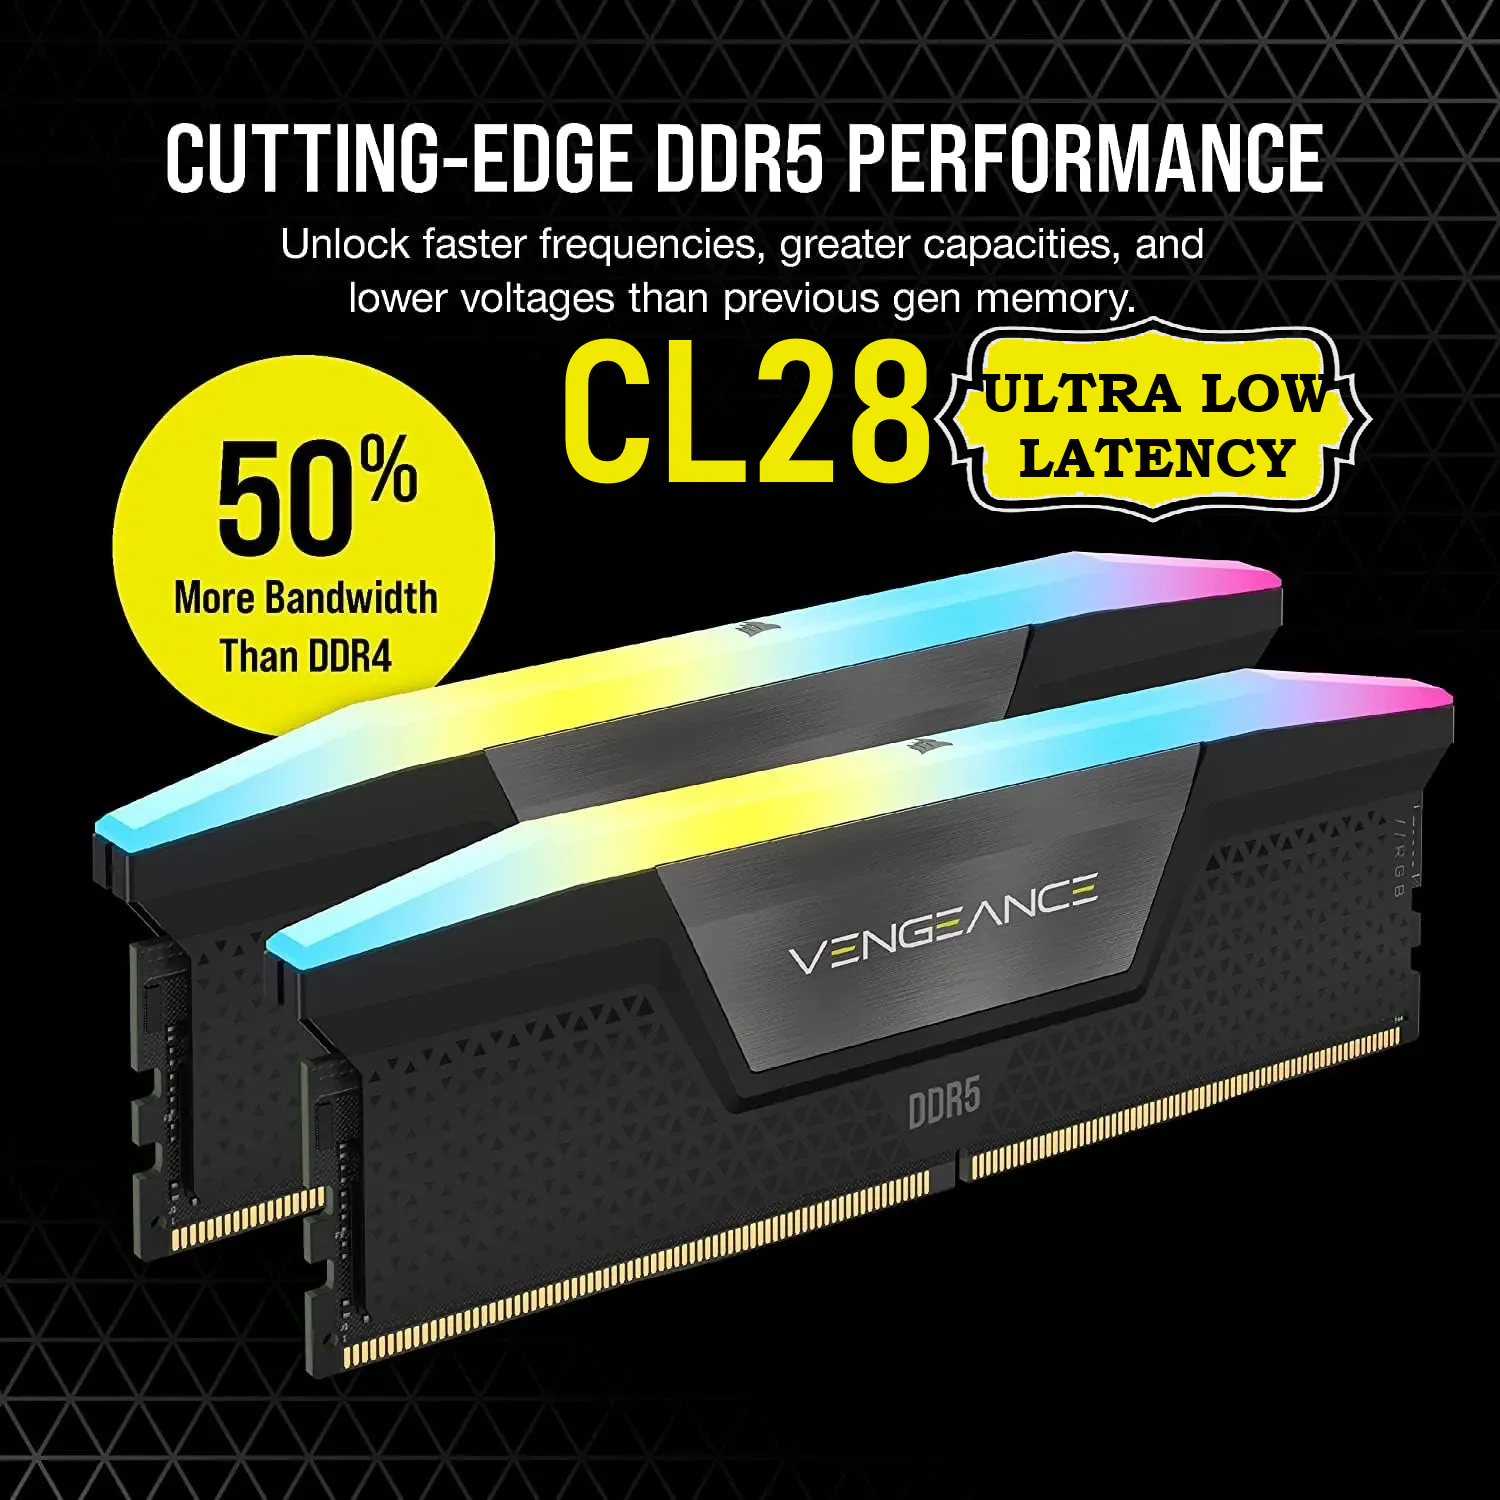 CUTTING-EDGE DDR5 PERFORMANCE
Unlock faster frequencies, greater capacities, and
lower voltages than previous gen memory.
CL28
ULTRA LOW
LATENCY
50%
More Bandwidth
Than DDR4
VENGEANCE
DDR5
//RGB